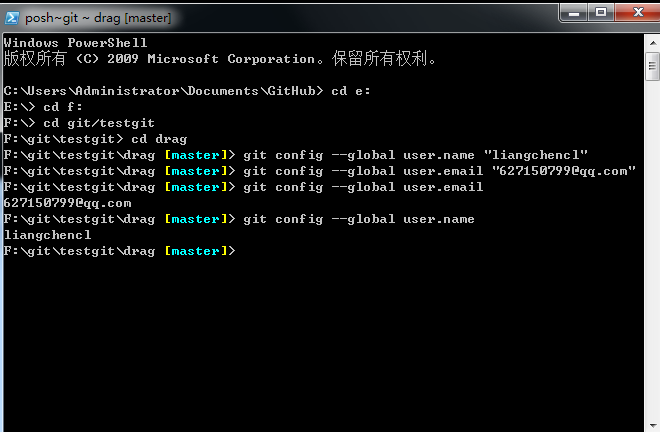 posh~git ~ drag [master]
Windows PowerShell
版权所有 (C) 2009 Microsoft Corporation。保留所有权利。
C:\Users\Administrator\Documents\GitHub> cd e:
E:\> cd f:
F:\> cd git/testgit
F:\git\testgit> cd drag
F:\git\testgit\drag [master]> git config --global user.name "liangchencl"
F:\git\testgit\drag [master]> git config --global user.email "627150799@qq.com"
F:\git\testgit\drag [master]> git config --global user.email
627150799@qq.com
F:\git\testgit\drag [master]> git config --global user.name
liangchencl
F:\git\testgit\drag [master]>